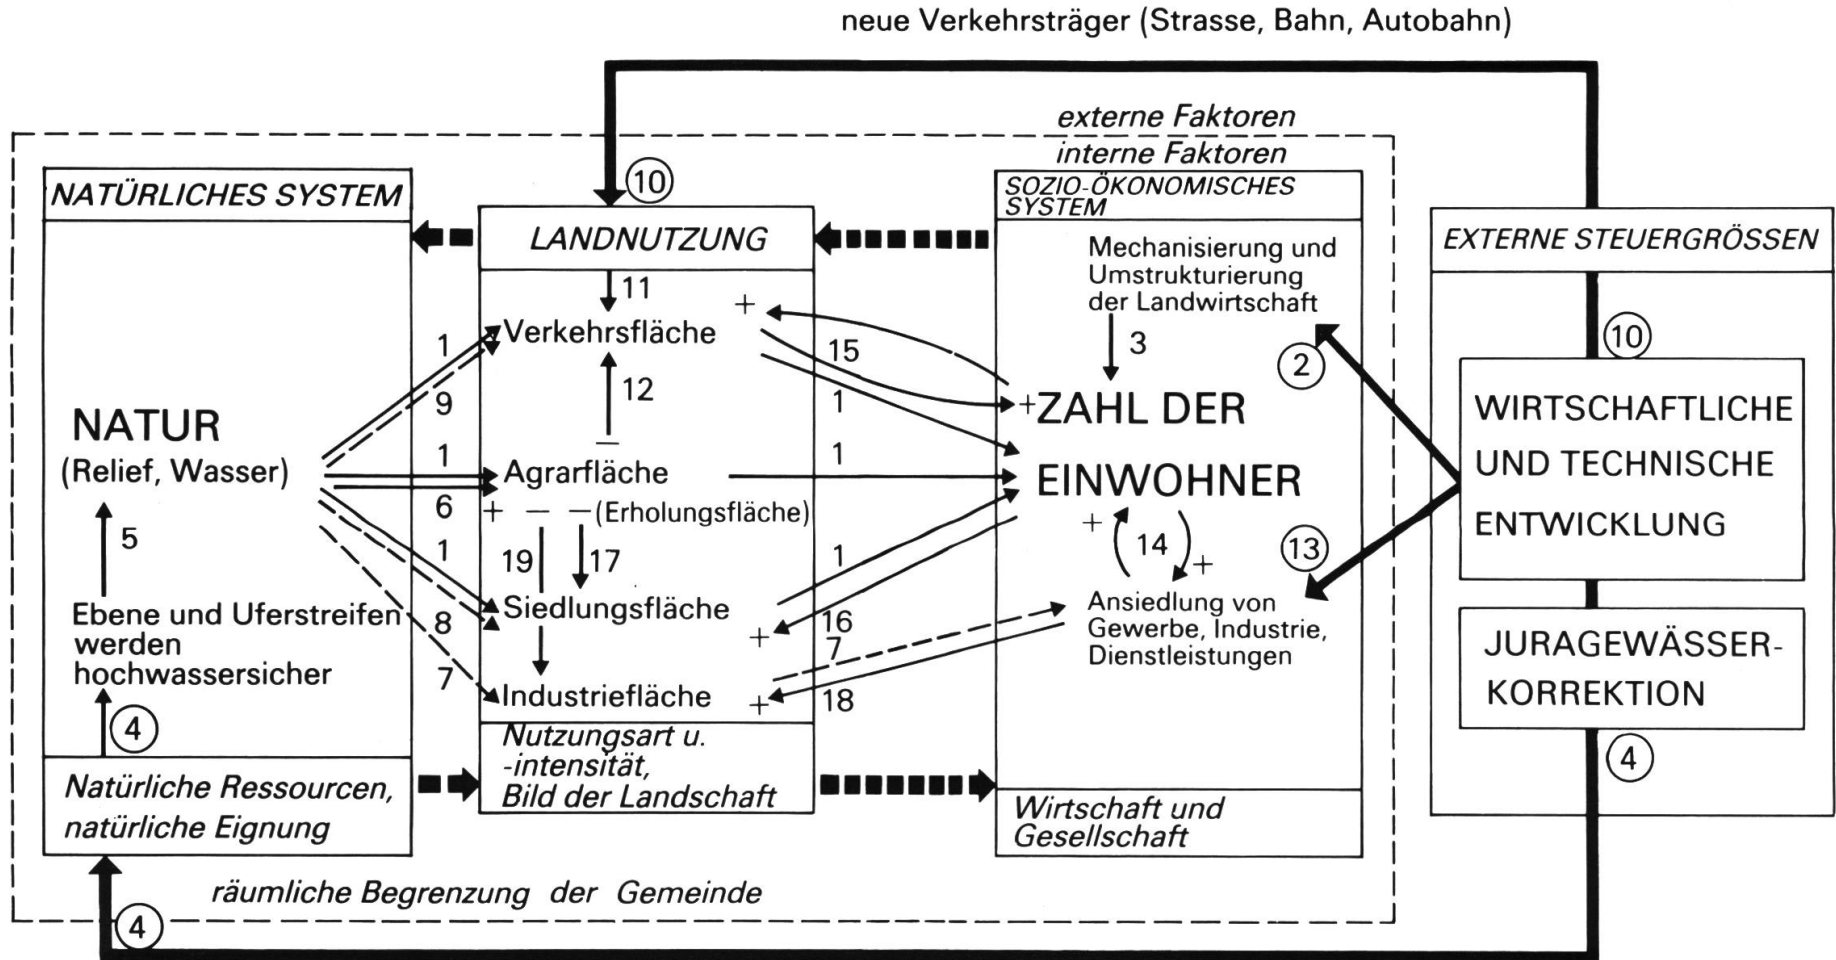 neue Verkehrsträger (Strasse, Bahn, Autobahn)
externe Faktoren
interne Faktoren
10
NATÜRLICHES SYSTEM
NATUR
(Relief, Wasser)
5
Ebene und Uferstreifen
werden
hochwassersicher
4
Natürliche Ressourcen,
natürliche Eignung
4
1
9
1
6
1
8
7
LANDNUTZUNG
11
+
Verkehrsfläche
12
–
Agrarfläche
+ – – (Erholungsfläche)
19 17
Siedlungsfläche
+
Industriefläche
+
Nutzungsart u.
-intensität,
Bild der Landschaft
15
1
1
1
16
7
18
SOZIO-ÖKONOMISCHES
SYSTEM
Mechanisierung und
Umstrukturierung
der Landwirtschaft
3
2
+ZAHL DER
EINWOHNER
+ 14 +
13
Ansiedlung von
Gewerbe, Industrie,
Dienstleistungen
Wirtschaft und
Gesellschaft
EXTERNE STEUERGRÖSSEN
10
WIRTSCHAFTLICHE
UND TECHNISCHE
ENTWICKLUNG
JURAGEWÄSSER-
KORREKTION
4
räumliche Begrenzung der Gemeinde